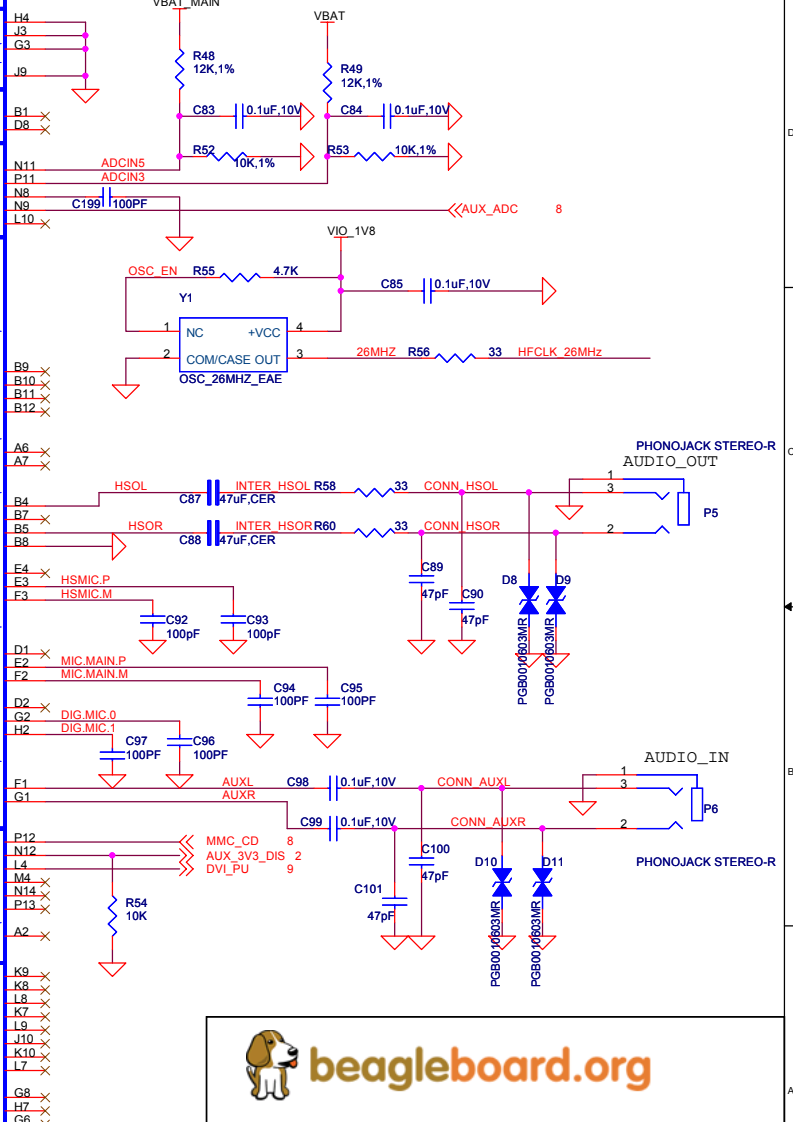 VBAT_MAIN
VBAT
H4
J3
G3
J9
R48
12K,1%
R49
12K,1%
B1
D8
C83
0.1uF,10V
C84
0.1uF,10V
R52
10K,1%
R53
10K,1%
D
N11
ADCIN5
P11
ADCIN3
N8
C199
100PF
N9
AUX_ADC
8
L10
VIO_1V8
OSC_EN
R55
4.7K
C85
0.1uF,10V
Y1
1
NC
+VCC
4
2
COM/CASE OUT
3
OSC_26MHZ_EAE
26MHZ
R56
33
HFCLK_26MHz
B9
B10
B11
B12
A6
A7
C
PHONOJACK STEREO-R
AUDIO_OUT
1
3
2
P5
B4
HSOL
C87
47uF,CER
INTER_HSOL
R58
33
CONN_HSOL
B7
B5
HSOR
C88
47uF,CER
INTER_HSOR
R60
33
CONN_HSOR
B8
C89
47pF
C90
47pF
D8
D9
PGB0010603MR
PGB0010603MR
E4
E3
HSMIC.P
F3
HSMIC.M
C92
100pF
C93
100pF
D1
E2
MIC.MAIN.P
F2
MIC.MAIN.M
C94
100PF
C95
100PF
D2
G2
DIG.MIC.0
H2
DIG.MIC.1
C97
100PF
C96
100PF
B
AUDIO_IN
1
3
2
P6
PHONOJACK STEREO-R
F1
AUXL
C98
0.1uF,10V
CONN_AUXL
G1
AUXR
C99
0.1uF,10V
CONN_AUXR
C100
47pF
C101
47pF
D10
D11
PGB0010603MR
PGB0010603MR
P12
MMC_CD
8
N12
AUX_3V3_DIS
2
L4
DVI_PU
9
M4
N14
P13
R54
10K
A2
K9
K8
L8
K7
L9
J10
K10
L7
G8
H7
G6
beagleboard.org
A